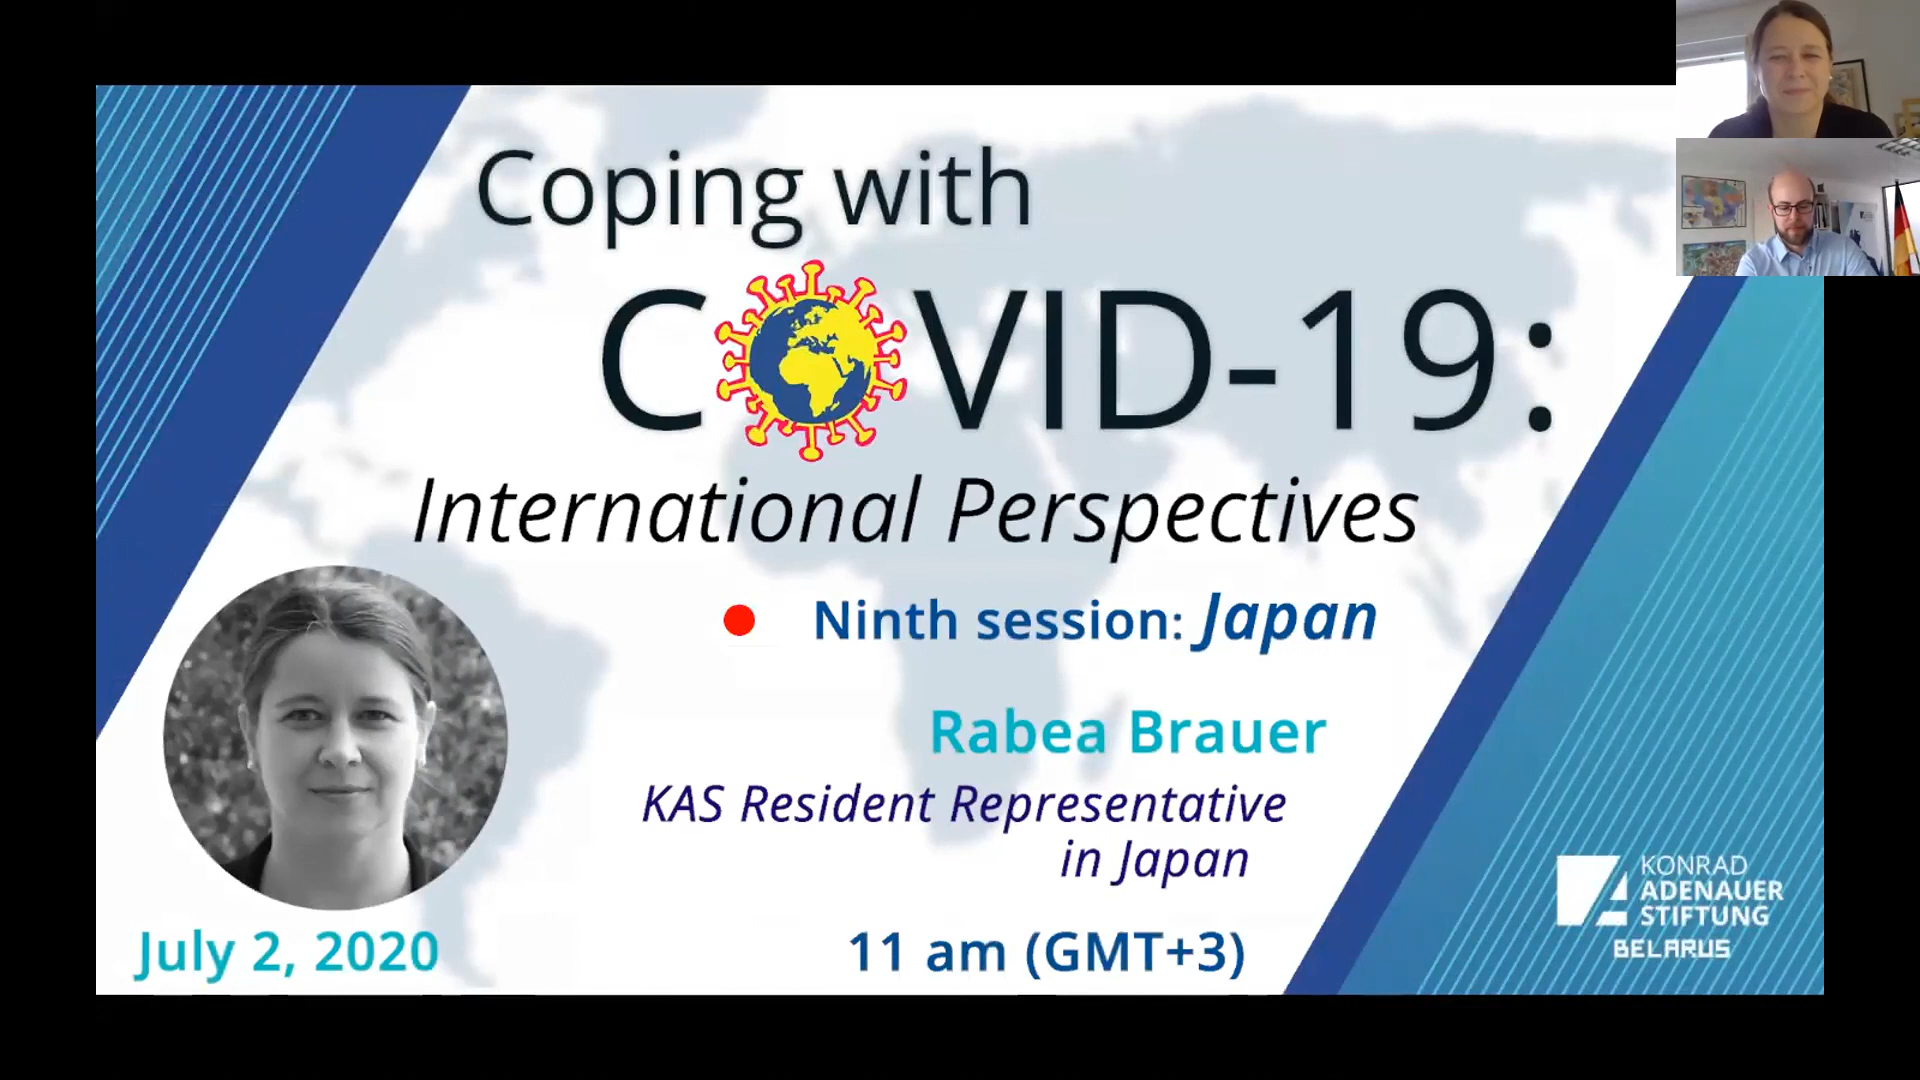 Coping with
COVID-19:
International Perspectives
Ninth session: Japan
Rabea Brauer
KAS Resident Representative
in Japan
July 2, 2020
11 am (GMT+3)
KONRAD
ADENAUER
STIFTUNG
BELARUS